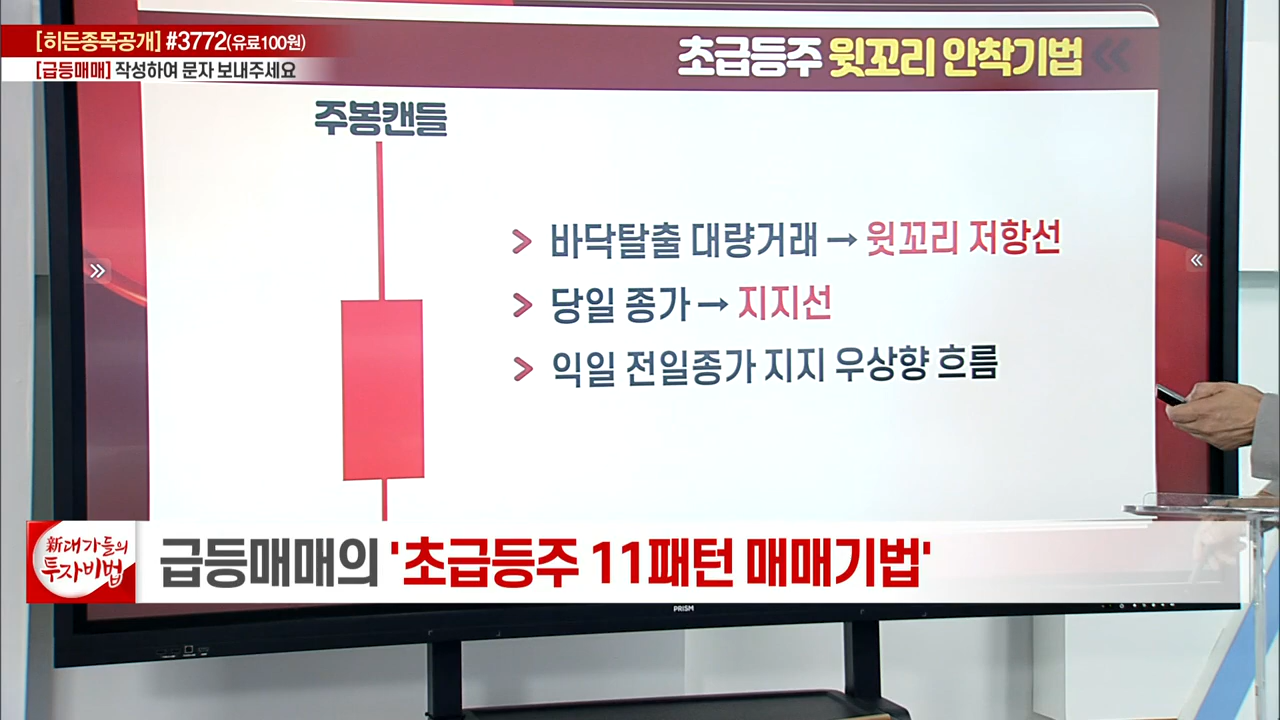 [히든종목공개] #3772(유료100원)
[급등매매] 작성하여 문자 보내주세요
초급등주 윗꼬리 안착기법
주봉캔들
바닥탈출 대량거래 → 윗꼬리 저항선
당일 종가 → 지지선
익일 전일종가 지지 우상향 흐름
新대가들의
투자비법
급등매매의 '초급등주 11패턴 매매기법'
PRISM